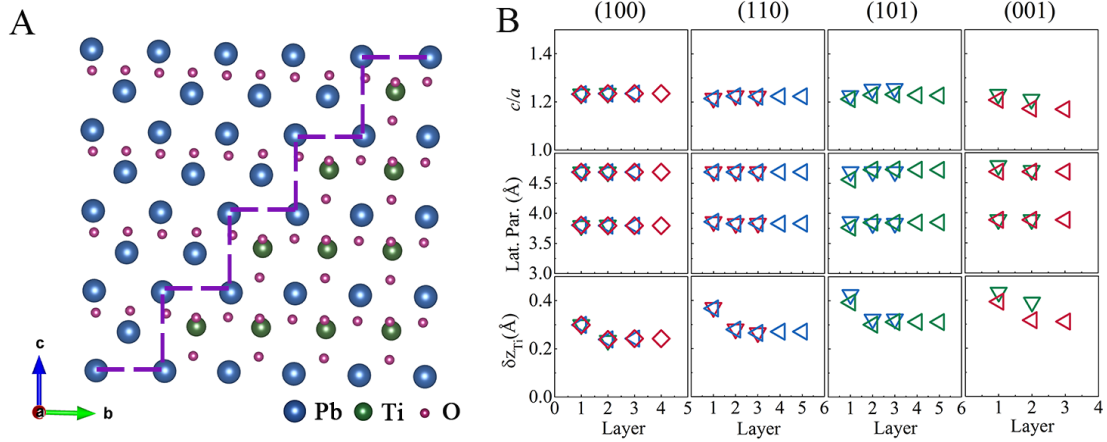 A
c
a
b
Pb
Ti
O
B
(100)
(110)
(101)
(001)
c/a
1.4
1.2
1.0
Lat. Par. (Å)
4.5
4.0
3.5
3.0
δzTi(Å)
0.4
0.2
0.0
0 1 2 3 4 5
1 2 3 4 5 6
1 2 3 4 5 6
1 2 3 4
Layer
Layer
Layer
Layer